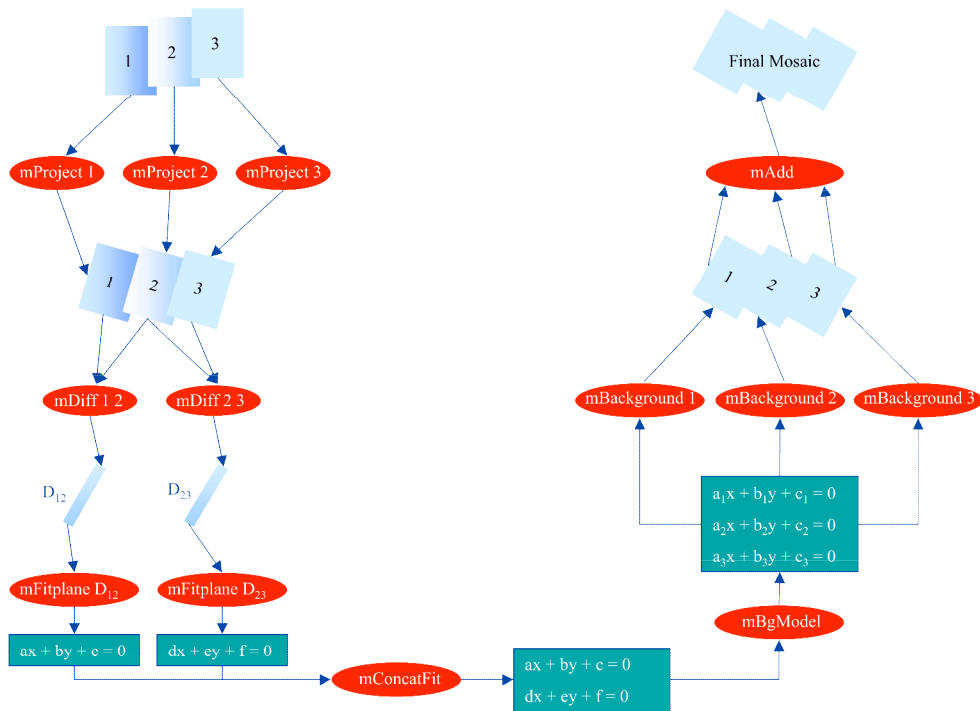 1
2
3
mProject 1
mProject 2
mProject 3
1
2
3
mDiff 1 2
mDiff 2 3
D₁₂
D₂₃
mFitplane D₁₂
mFitplane D₂₃
ax + by + c = 0
dx + ey + f = 0
mConcatFit
ax + by + c = 0
dx + ey + f = 0
mBgModel
a₁x + b₁y + c₁ = 0
a₂x + b₂y + c₂ = 0
a₃x + b₃y + c₃ = 0
mBackground 1
mBackground 2
mBackground 3
1
2
3
mAdd
Final Mosaic